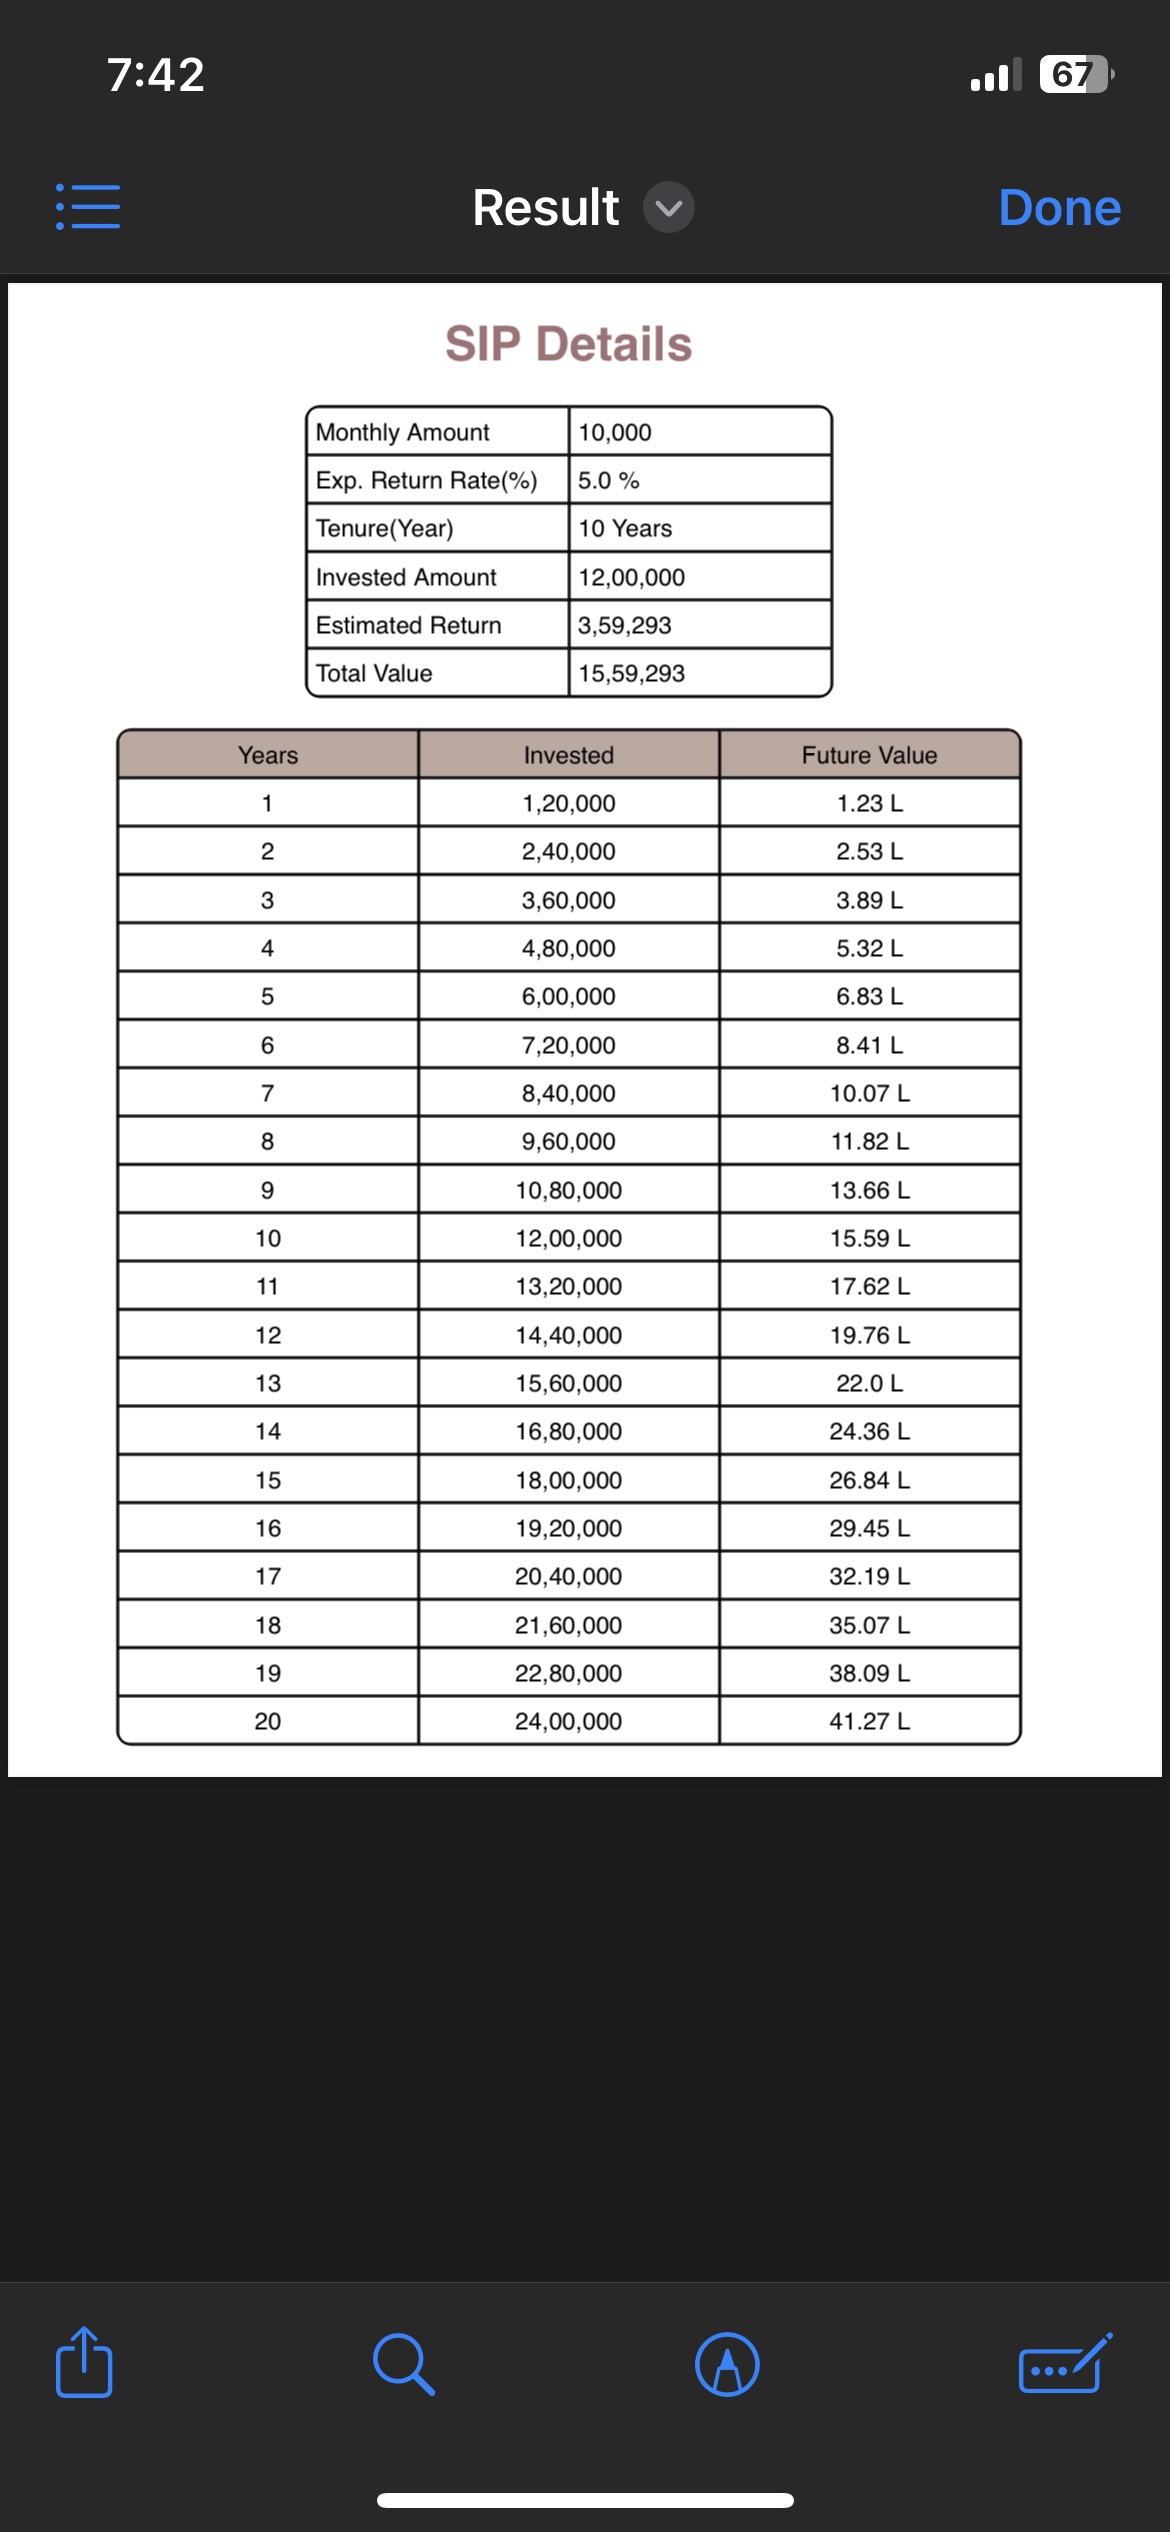 7:42
67
Result
Done
SIP Details
Monthly Amount 10,000
Exp. Return Rate(%) 5.0 %
Tenure(Year) 10 Years
Invested Amount 12,00,000
Estimated Return 3,59,293
Total Value 15,59,293
Years Invested Future Value
1 1,20,000 1.23 L
2 2,40,000 2.53 L
3 3,60,000 3.89 L
4 4,80,000 5.32 L
5 6,00,000 6.83 L
6 7,20,000 8.41 L
7 8,40,000 10.07 L
8 9,60,000 11.82 L
9 10,80,000 13.66 L
10 12,00,000 15.59 L
11 13,20,000 17.62 L
12 14,40,000 19.76 L
13 15,60,000 22.0 L
14 16,80,000 24.36 L
15 18,00,000 26.84 L
16 19,20,000 29.45 L
17 20,40,000 32.19 L
18 21,60,000 35.07 L
19 22,80,000 38.09 L
20 24,00,000 41.27 L